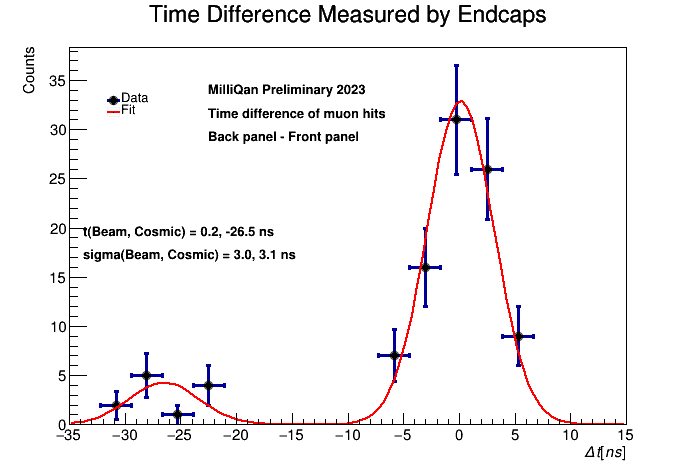 Time Difference Measured by Endcaps
Counts
Data
Fit
MilliQan Preliminary 2023
Time difference of muon hits
Back panel - Front panel
t(Beam, Cosmic) = 0.2, -26.5 ns
sigma(Beam, Cosmic) = 3.0, 3.1 ns
35
30
25
20
15
10
5
0
−35 −30 −25 −20 −15 −10 −5 0 5 10 15
Δt[ns]